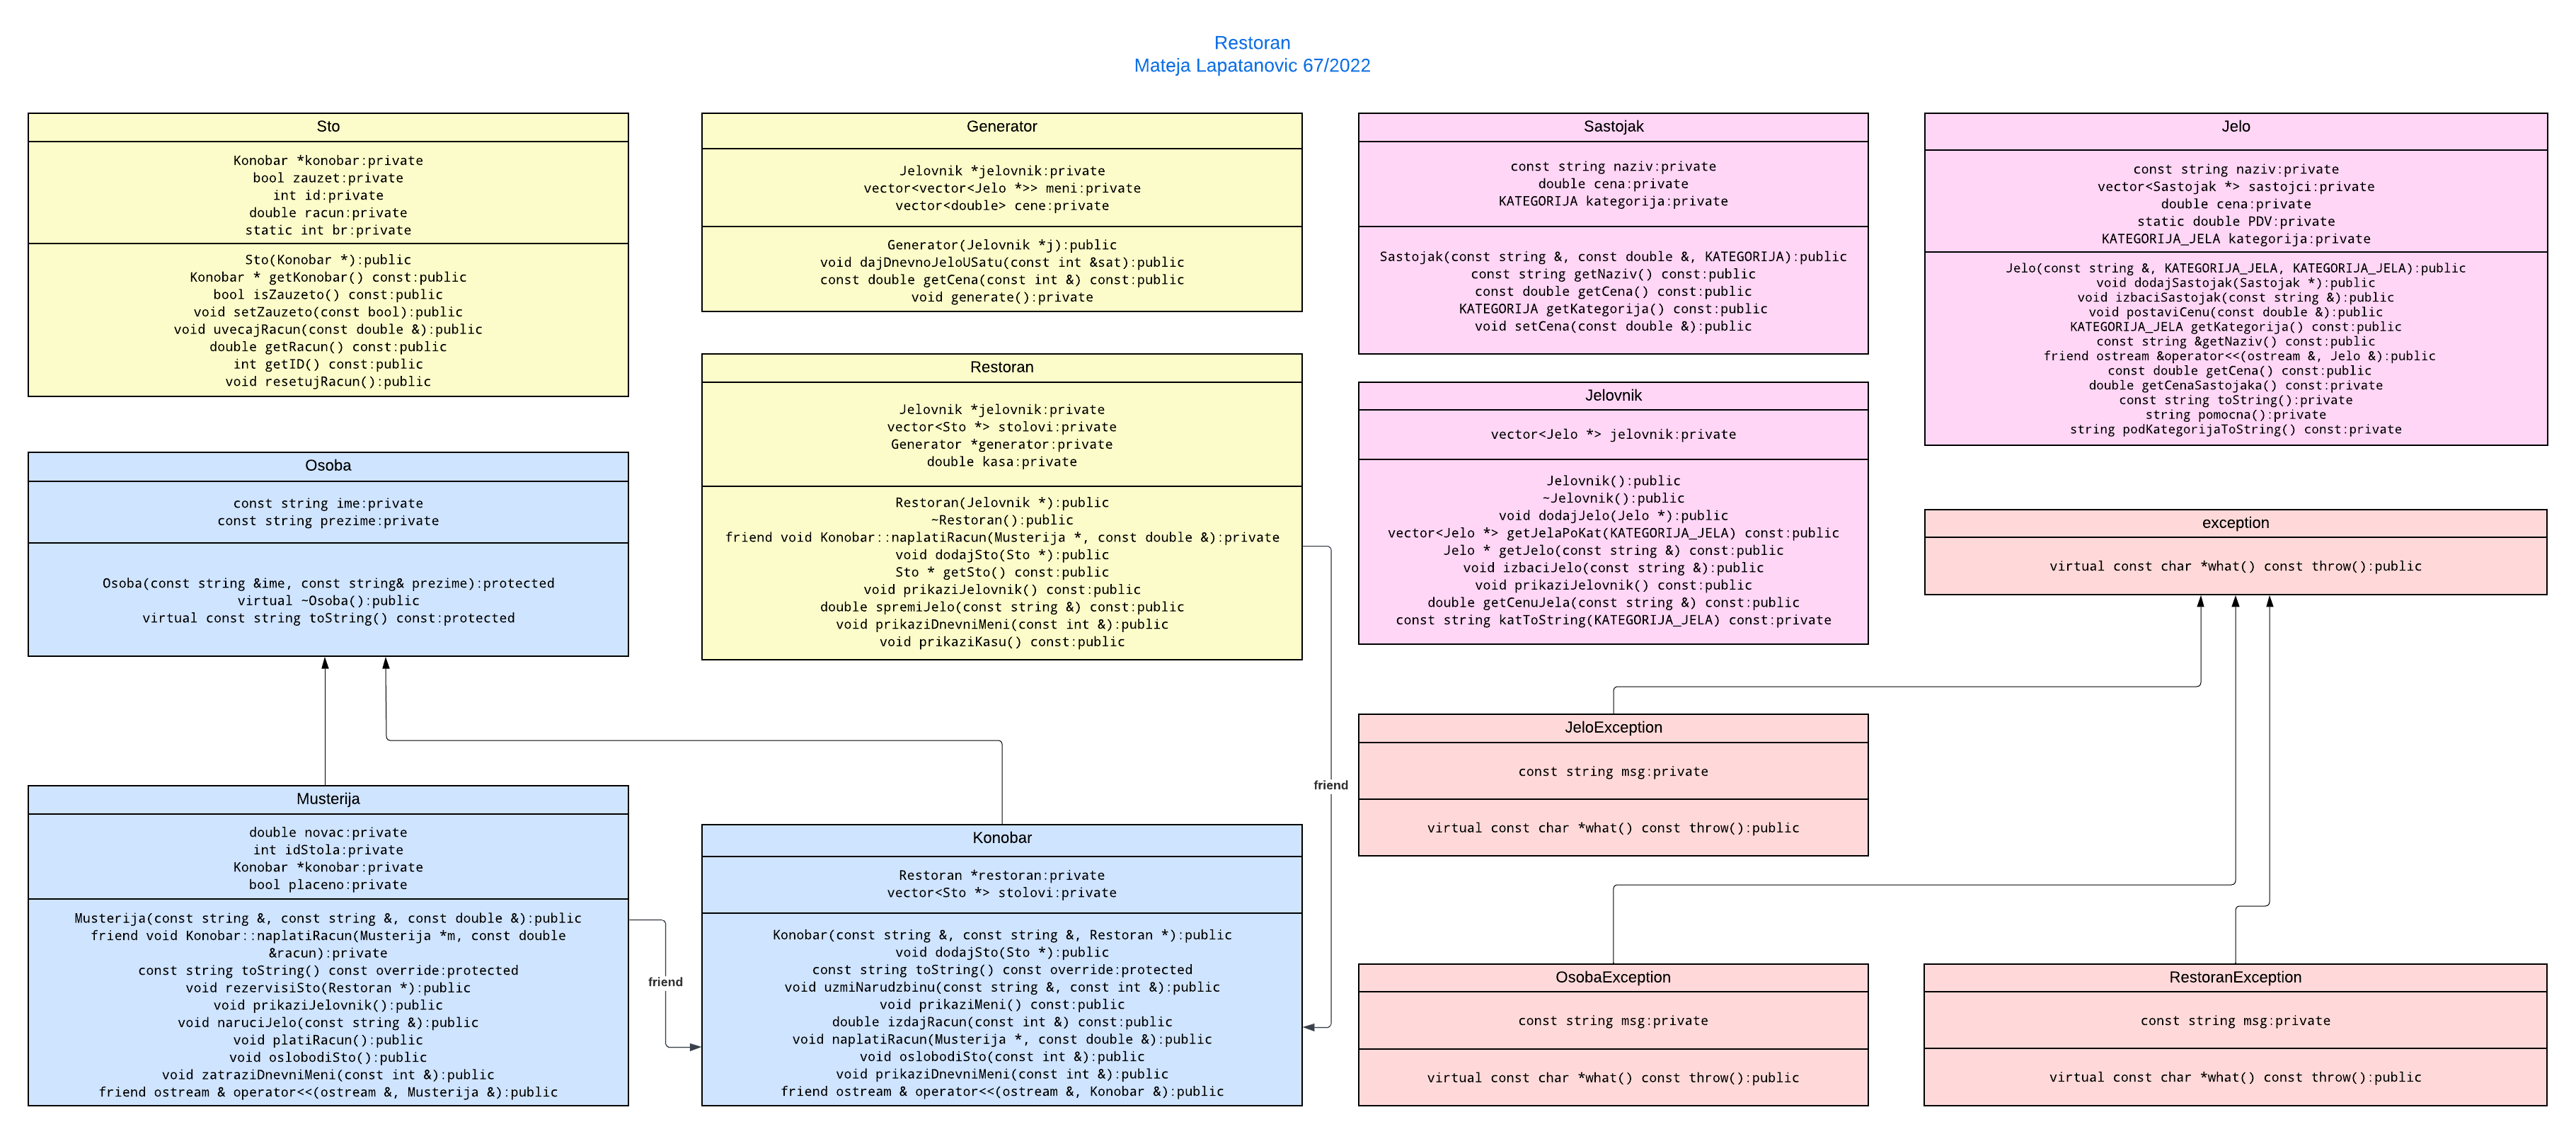 Restoran
Mateja Lapatanovic 67/2022
Sto
Konobar *konobar:private
bool zauzet:private
int id:private
double racun:private
static int br:private
Sto(Konobar *):public
Konobar * getKonobar() const:public
bool isZauzeto() const:public
void setZauzeto(const bool):public
void uvecajRacun(const double &):public
double getRacun() const:public
int getID() const:public
void resetujRacun():public
Generator
Jelovnik *jelovnik:private
vector<vector<Jelo *>> meni:private
vector<double> cene:private
Generator(Jelovnik *j):public
void dajDnevnoJeloUSatu(const int &sat):public
const double getCena(const int &) const:public
void generate():private
Sastojak
const string naziv:private
double cena:private
KATEGORIJA kategorija:private
Sastojak(const string &, const double &, KATEGORIJA):public
const string getNaziv() const:public
const double getCena() const:public
KATEGORIJA getKategorija() const:public
void setCena(const double &):public
Jelo
const string naziv:private
vector<Sastojak *> sastojci:private
double cena:private
static double PDV:private
KATEGORIJA_JELA kategorija:private
Jelo(const string &, KATEGORIJA_JELA, KATEGORIJA_JELA):public
void dodajSastojak(Sastojak *):public
void izbaciSastojak(const string &):public
void postaviCenu(const double &):public
KATEGORIJA_JELA getKategorija() const:public
const string &getNaziv() const:public
friend ostream &operator<<(ostream &, Jelo &):public
const double getCena() const:public
double getCenaSastojaka() const:private
const string toString():private
string pomocna():private
string podKategorijaToString() const:private
Restoran
Jelovnik *jelovnik:private
vector<Sto *> stolovi:private
Generator *generator:private
double kasa:private
Restoran(Jelovnik *):public
~Restoran():public
friend void Konobar::naplatiRacun(Musterija *, const double &):private
void dodajSto(Sto *):public
Sto * getSto() const:public
void prikaziJelovnik() const:public
double spremiJelo(const string &) const:public
void prikaziDnevniMeni(const int &):public
void prikaziKasu() const:public
Jelovnik
vector<Jelo *> jelovnik:private
Jelovnik():public
~Jelovnik():public
void dodajJelo(Jelo *):public
vector<Jelo *> getJelaPoKat(KATEGORIJA_JELA) const:public
Jelo * getJelo(const string &) const:public
void izbaciJelo(const string &):public
void prikaziJelovnik() const:public
double getCenuJela(const string &) const:public
const string katToString(KATEGORIJA_JELA) const:private
Osoba
const string ime:private
const string prezime:private
Osoba(const string &ime, const string& prezime):protected
virtual ~Osoba():public
virtual const string toString() const:protected
exception
virtual const char *what() const throw():public
JeloException
const string msg:private
virtual const char *what() const throw():public
friend
Musterija
double novac:private
int idStola:private
Konobar *konobar:private
bool placeno:private
Musterija(const string &, const string &, const double &):public
friend void Konobar::naplatiRacun(Musterija *m, const double
&racun):private
const string toString() const override:protected
void rezervisiSto(Restoran *):public
void prikaziJelovnik():public
void naruciJelo(const string &):public
void platiRacun():public
void oslobodiSto():public
void zatraziDnevniMeni(const int &):public
friend ostream & operator<<(ostream &, Musterija &):public
friend
Konobar
Restoran *restoran:private
vector<Sto *> stolovi:private
Konobar(const string &, const string &, Restoran *):public
void dodajSto(Sto *):public
const string toString() const override:protected
void uzmiNarudzbinu(const string &, const int &):public
void prikaziMeni() const:public
double izdajRacun(const int &) const:public
void naplatiRacun(Musterija *, const double &):public
void oslobodiSto(const int &):public
void prikaziDnevniMeni(const int &):public
friend ostream & operator<<(ostream &, Konobar &):public
OsobaException
const string msg:private
virtual const char *what() const throw():public
RestoranException
const string msg:private
virtual const char *what() const throw():public